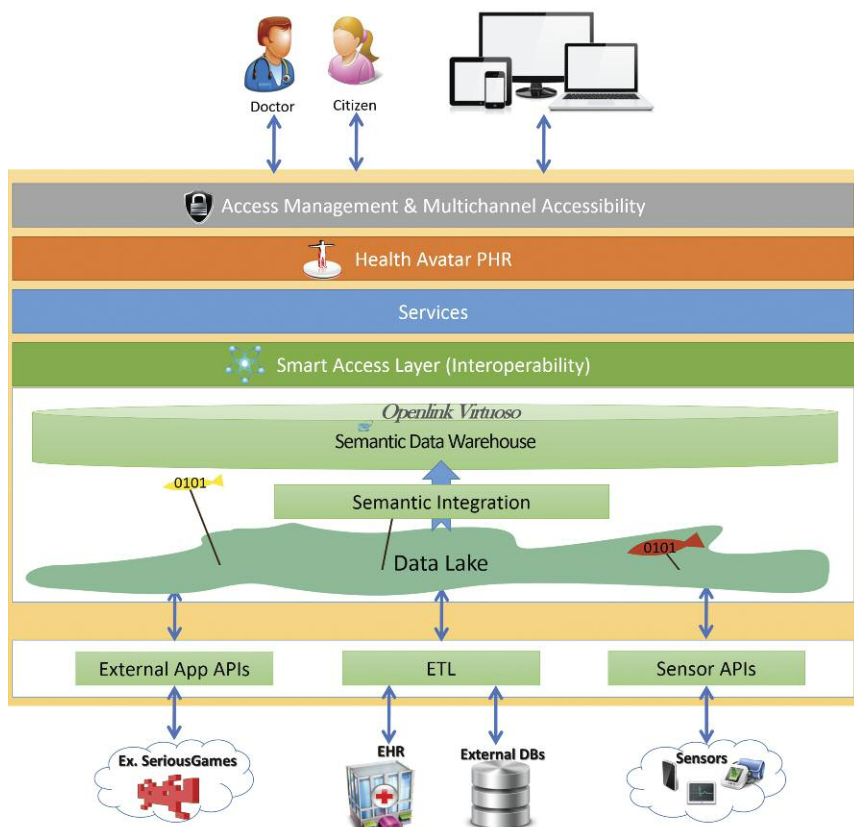 Doctor
Citizen
Access Management & Multichannel Accessibility
Health Avatar PHR
Services
Smart Access Layer (Interoperability)
Openlink Virtuoso
Semantic Data Warehouse
0101
Semantic Integration
0101
Data Lake
External App APIs
ETL
Sensor APIs
Ex. SeriousGames
EHR
External DBs
Sensors